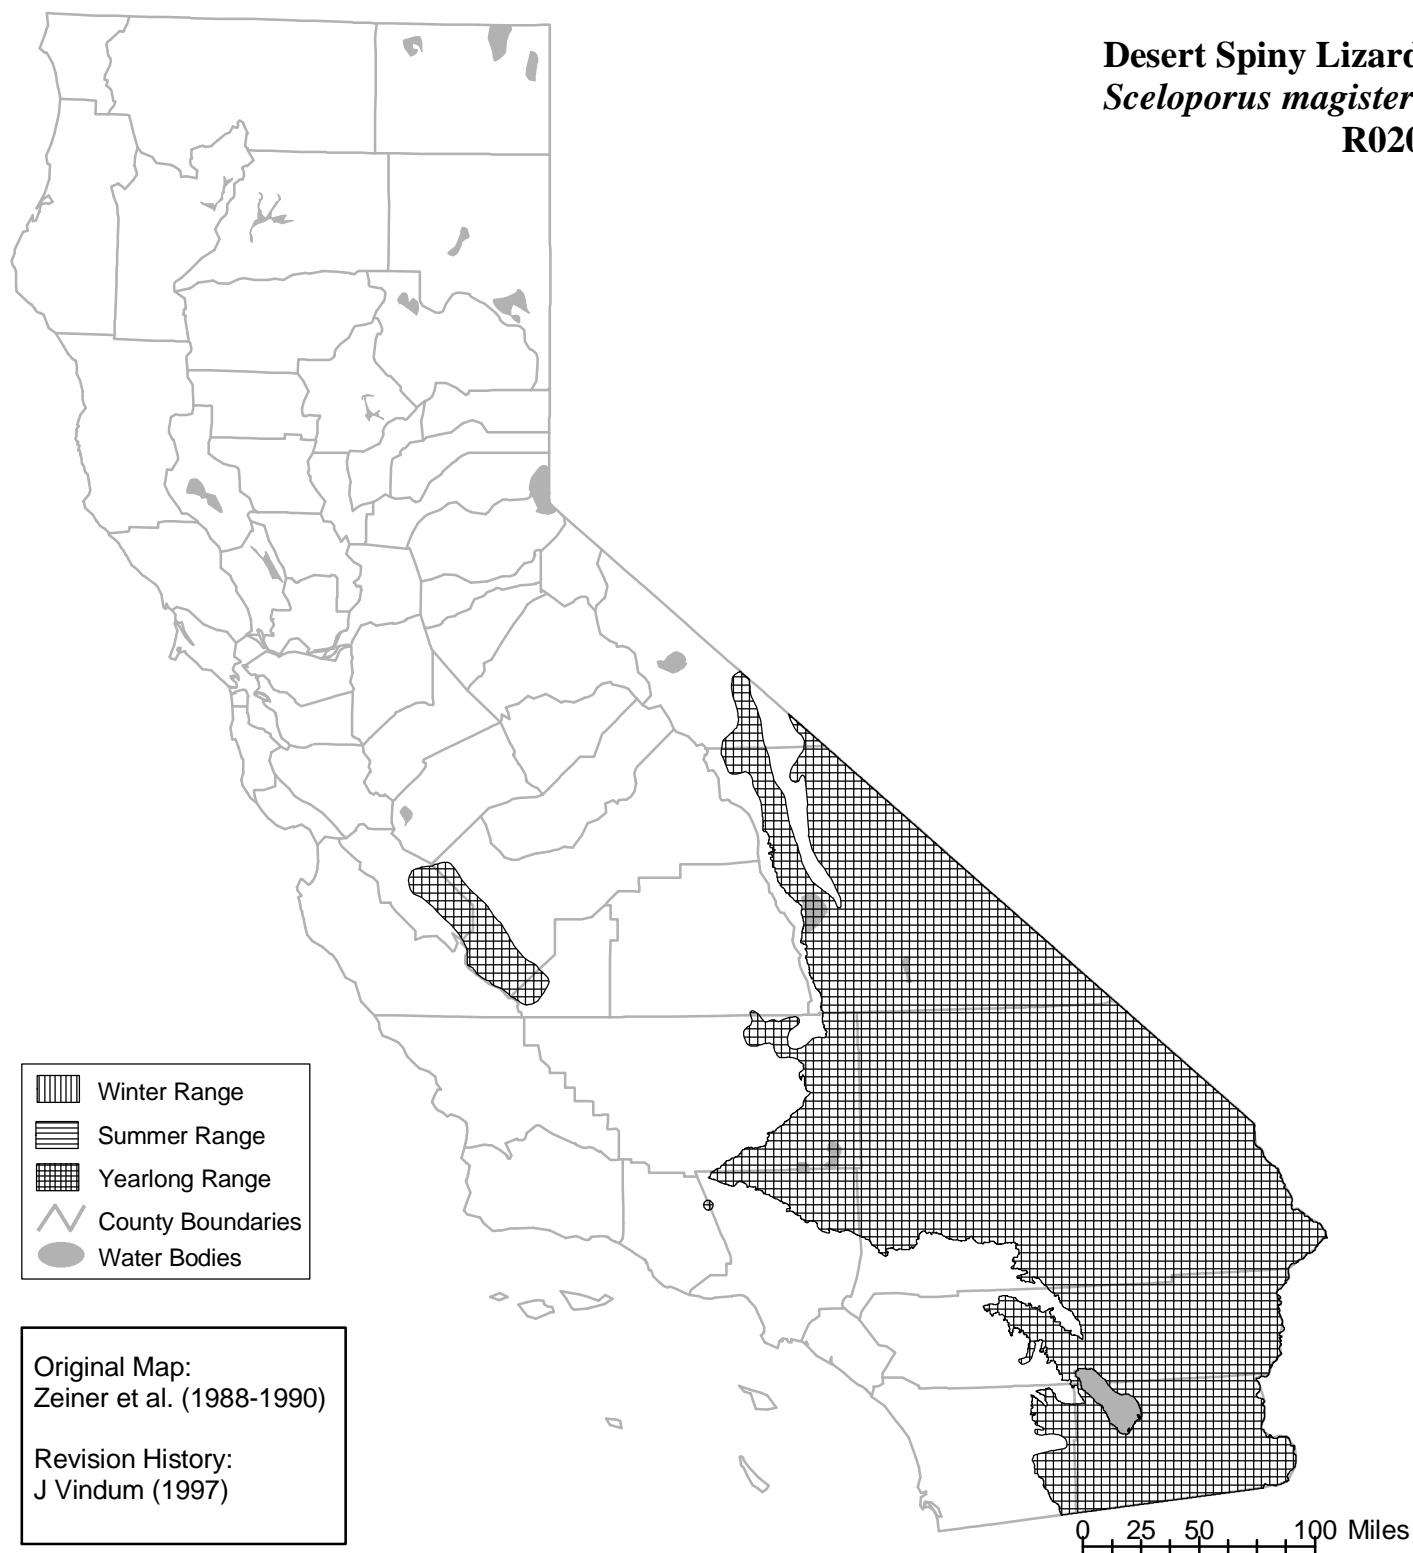 Desert Spiny Lizard
Sceloporus magister
R020
Winter Range
Summer Range
Yearlong Range
County Boundaries
Water Bodies
Original Map:
Zeiner et al. (1988-1990)
Revision History:
J Vindum (1997)
0 25 50 100 Miles